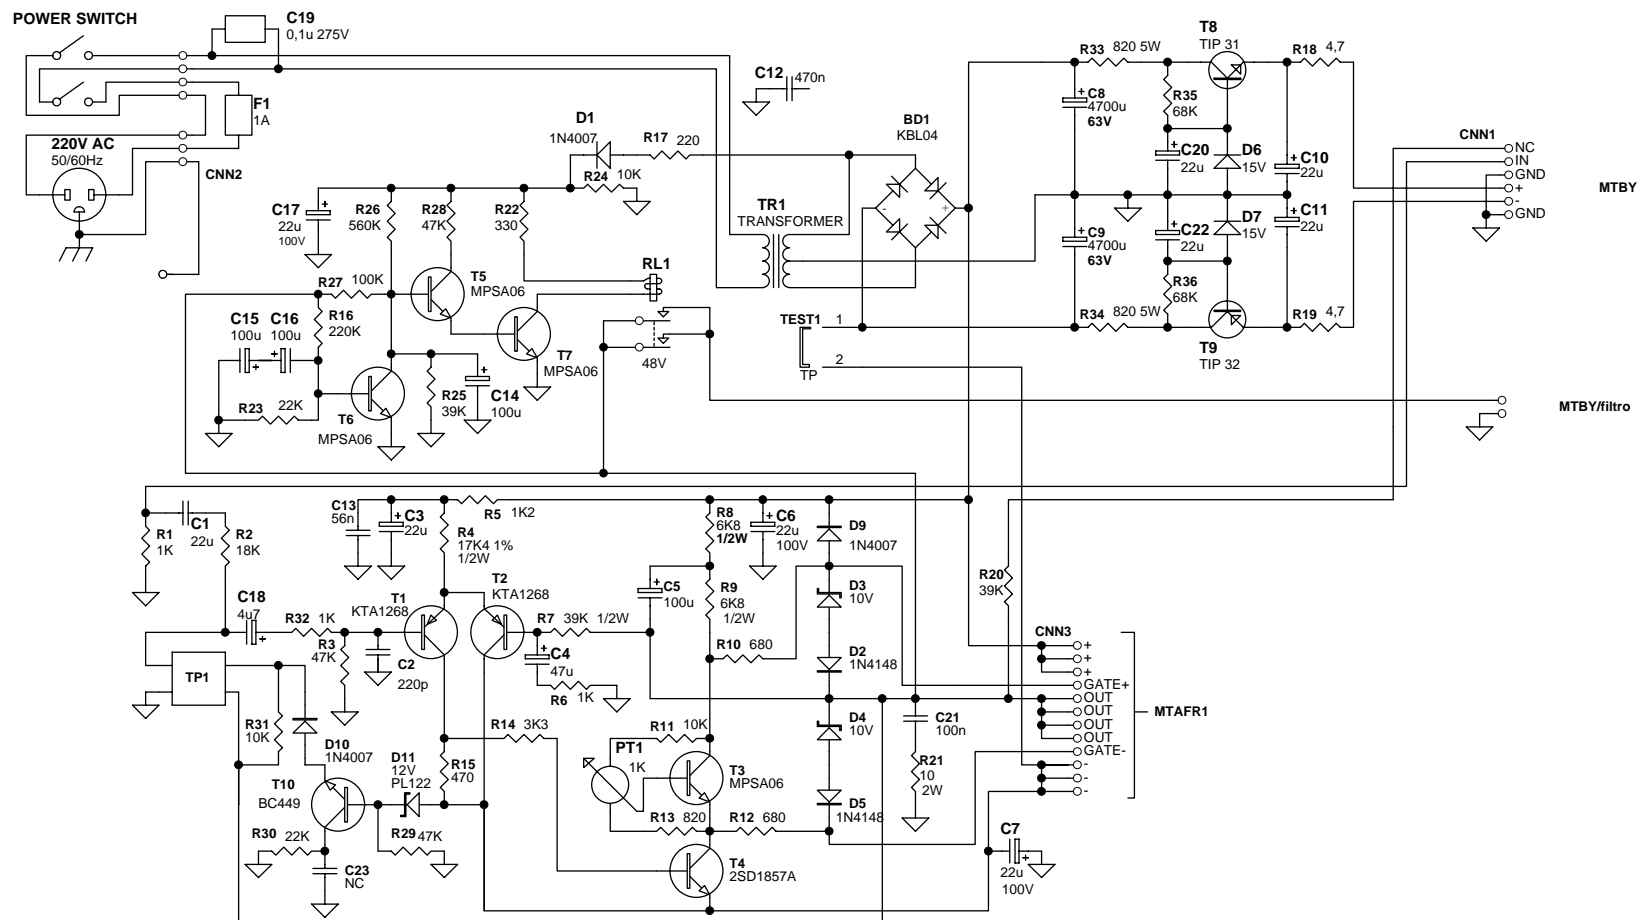 POWER SWITCH
C19
0,1u 275V
F1
1A
220V AC
50/60Hz
CNN2
C12
470n
D1
1N4007
R17 220
R24 10K
C17
22u
100V
R26
560K
R28
47K
R22
330
TR1
TRANSFORMER
BD1
KBL04
-
+
R33 820 5W
T8
TIP 31
R18 4,7
+
C8
4700u
63V
R35
68K
+
C20
22u
D6
15V
+
C10
22u
+
C9
4700u
63V
+
C22
22u
D7
15V
+
C11
22u
R36
68K
R34 820 5W
T9
TIP 32
R19 4,7
CNN1
NC
IN
GND
+
-
GND
MTBY
R27 100K
T5
MPSA06
RL1
C15
100u
C16
100u
+
+
R16
220K
T7
MPSA06
48V
TEST1
1
2
TP
R23 22K
T6
MPSA06
R25
39K
+
C14
100u
MTBY/filtro
R1
1K
C1
22u
R2
18K
C13
56n
+
C3
22u
R4
17K4 1%
1/2W
R5 1K2
R8
6K8
1/2W
+
C6
22u
100V
D9
1N4007
C18
4u7
+
R32 1K
T1
KTA1268
T2
KTA1268
R7 39K 1/2W
+
C5
100u
R9
6K8
1/2W
D3
10V
R20
39K
R3
47K
C2
220p
+
C4
47u
R6 1K
R10 680
D2
1N4148
CNN3
+
+
+
GATE+
OUT
OUT
OUT
OUT
GATE-
-
-
-
MTAFR1
TP1
R31
10K
D10
1N4007
R14 3K3
R11 10K
PT1
1K
T3
MPSA06
D4
10V
C21
100n
R21
10
2W
T10
BC449
D11
12V
PL122
R15
470
R13 820
R12 680
D5
1N4148
R30 22K
R29 47K
C23
NC
T4
2SD1857A
C7
+
22u
100V